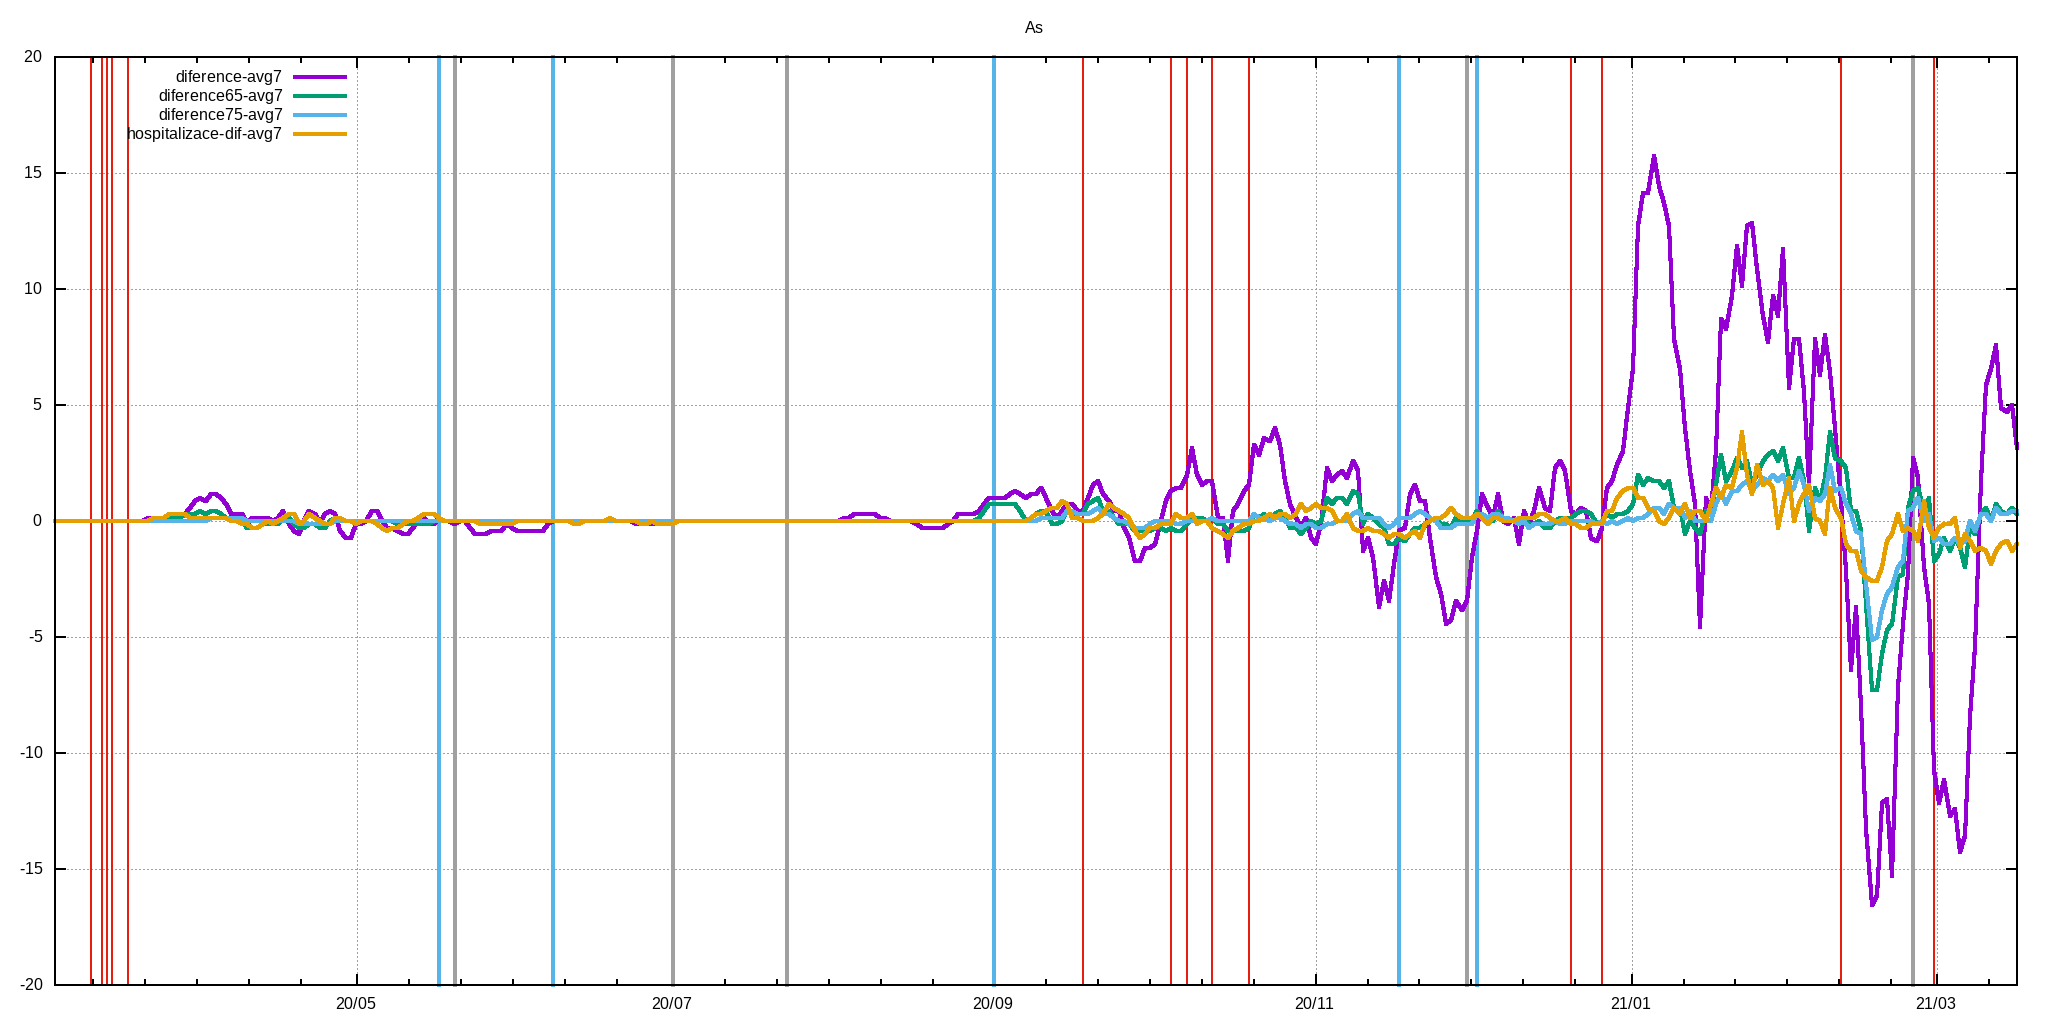 As
20
diference-avg7
diference65-avg7
diference75-avg7
hospitalizace-dif-avg7
15
10
5
0
-5
-10
-15
-20
20/05 20/07 20/09 20/11 21/01 21/03